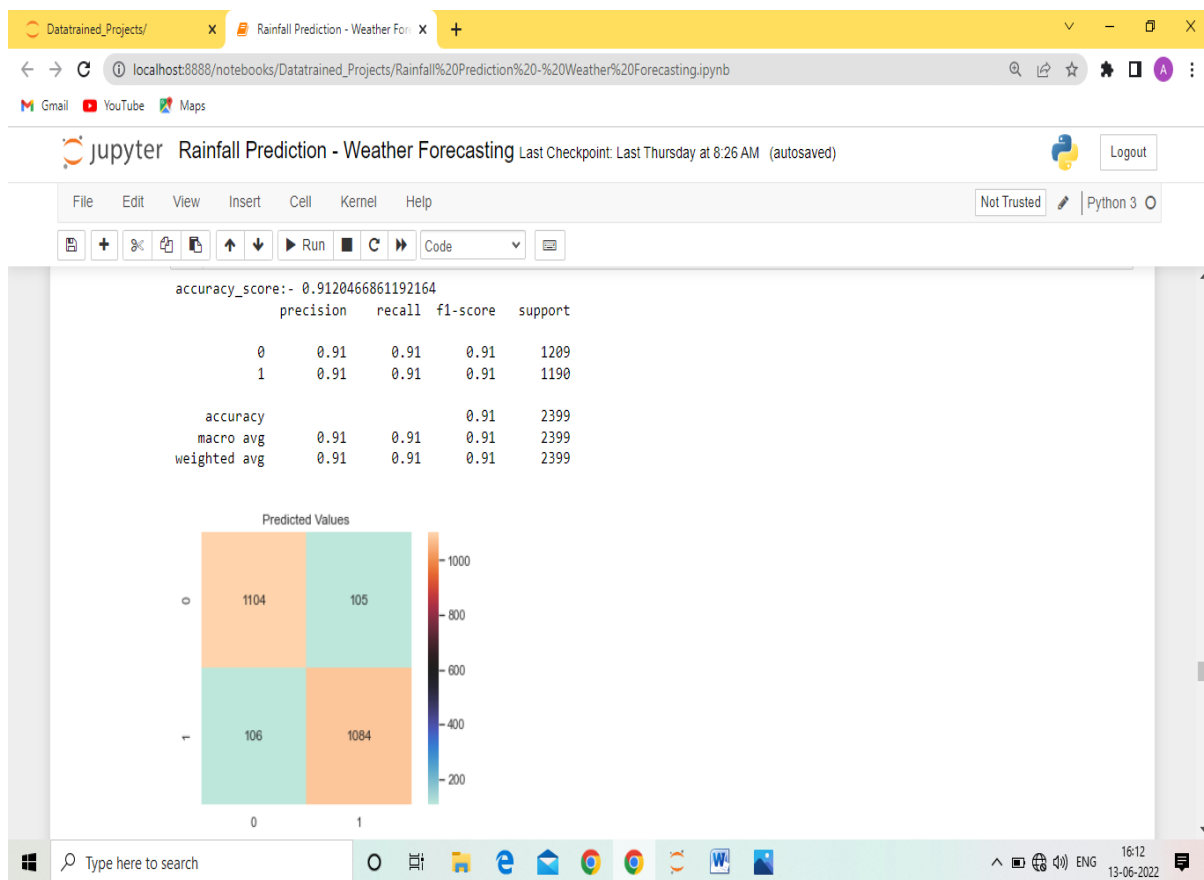 Datatrained_Projects/ Rainfall Prediction - Weather For
localhost:8888/notebooks/Datatrained_Projects/Rainfall%20Prediction%20-%20Weather%20Forecasting.ipynb A
Gmail YouTube Maps
jupyter Rainfall Prediction - Weather Forecasting Last Checkpoint: Last Thursday at 8:26 AM (autosaved) Logout
File Edit View Insert Cell Kernel Help Not Trusted Python 3
Run Code
accuracy_score:- 0.9120466861192164
precision recall f1-score support
0 0.91 0.91 0.91 1209
1 0.91 0.91 0.91 1190
accuracy 0.91 2399
macro avg 0.91 0.91 0.91 2399
weighted avg 0.91 0.91 0.91 2399
Predicted Values
1000
0 1104 105
800
600
400
1 106 1084
200
0 1
Type here to search ENG 16:12
13-06-2022